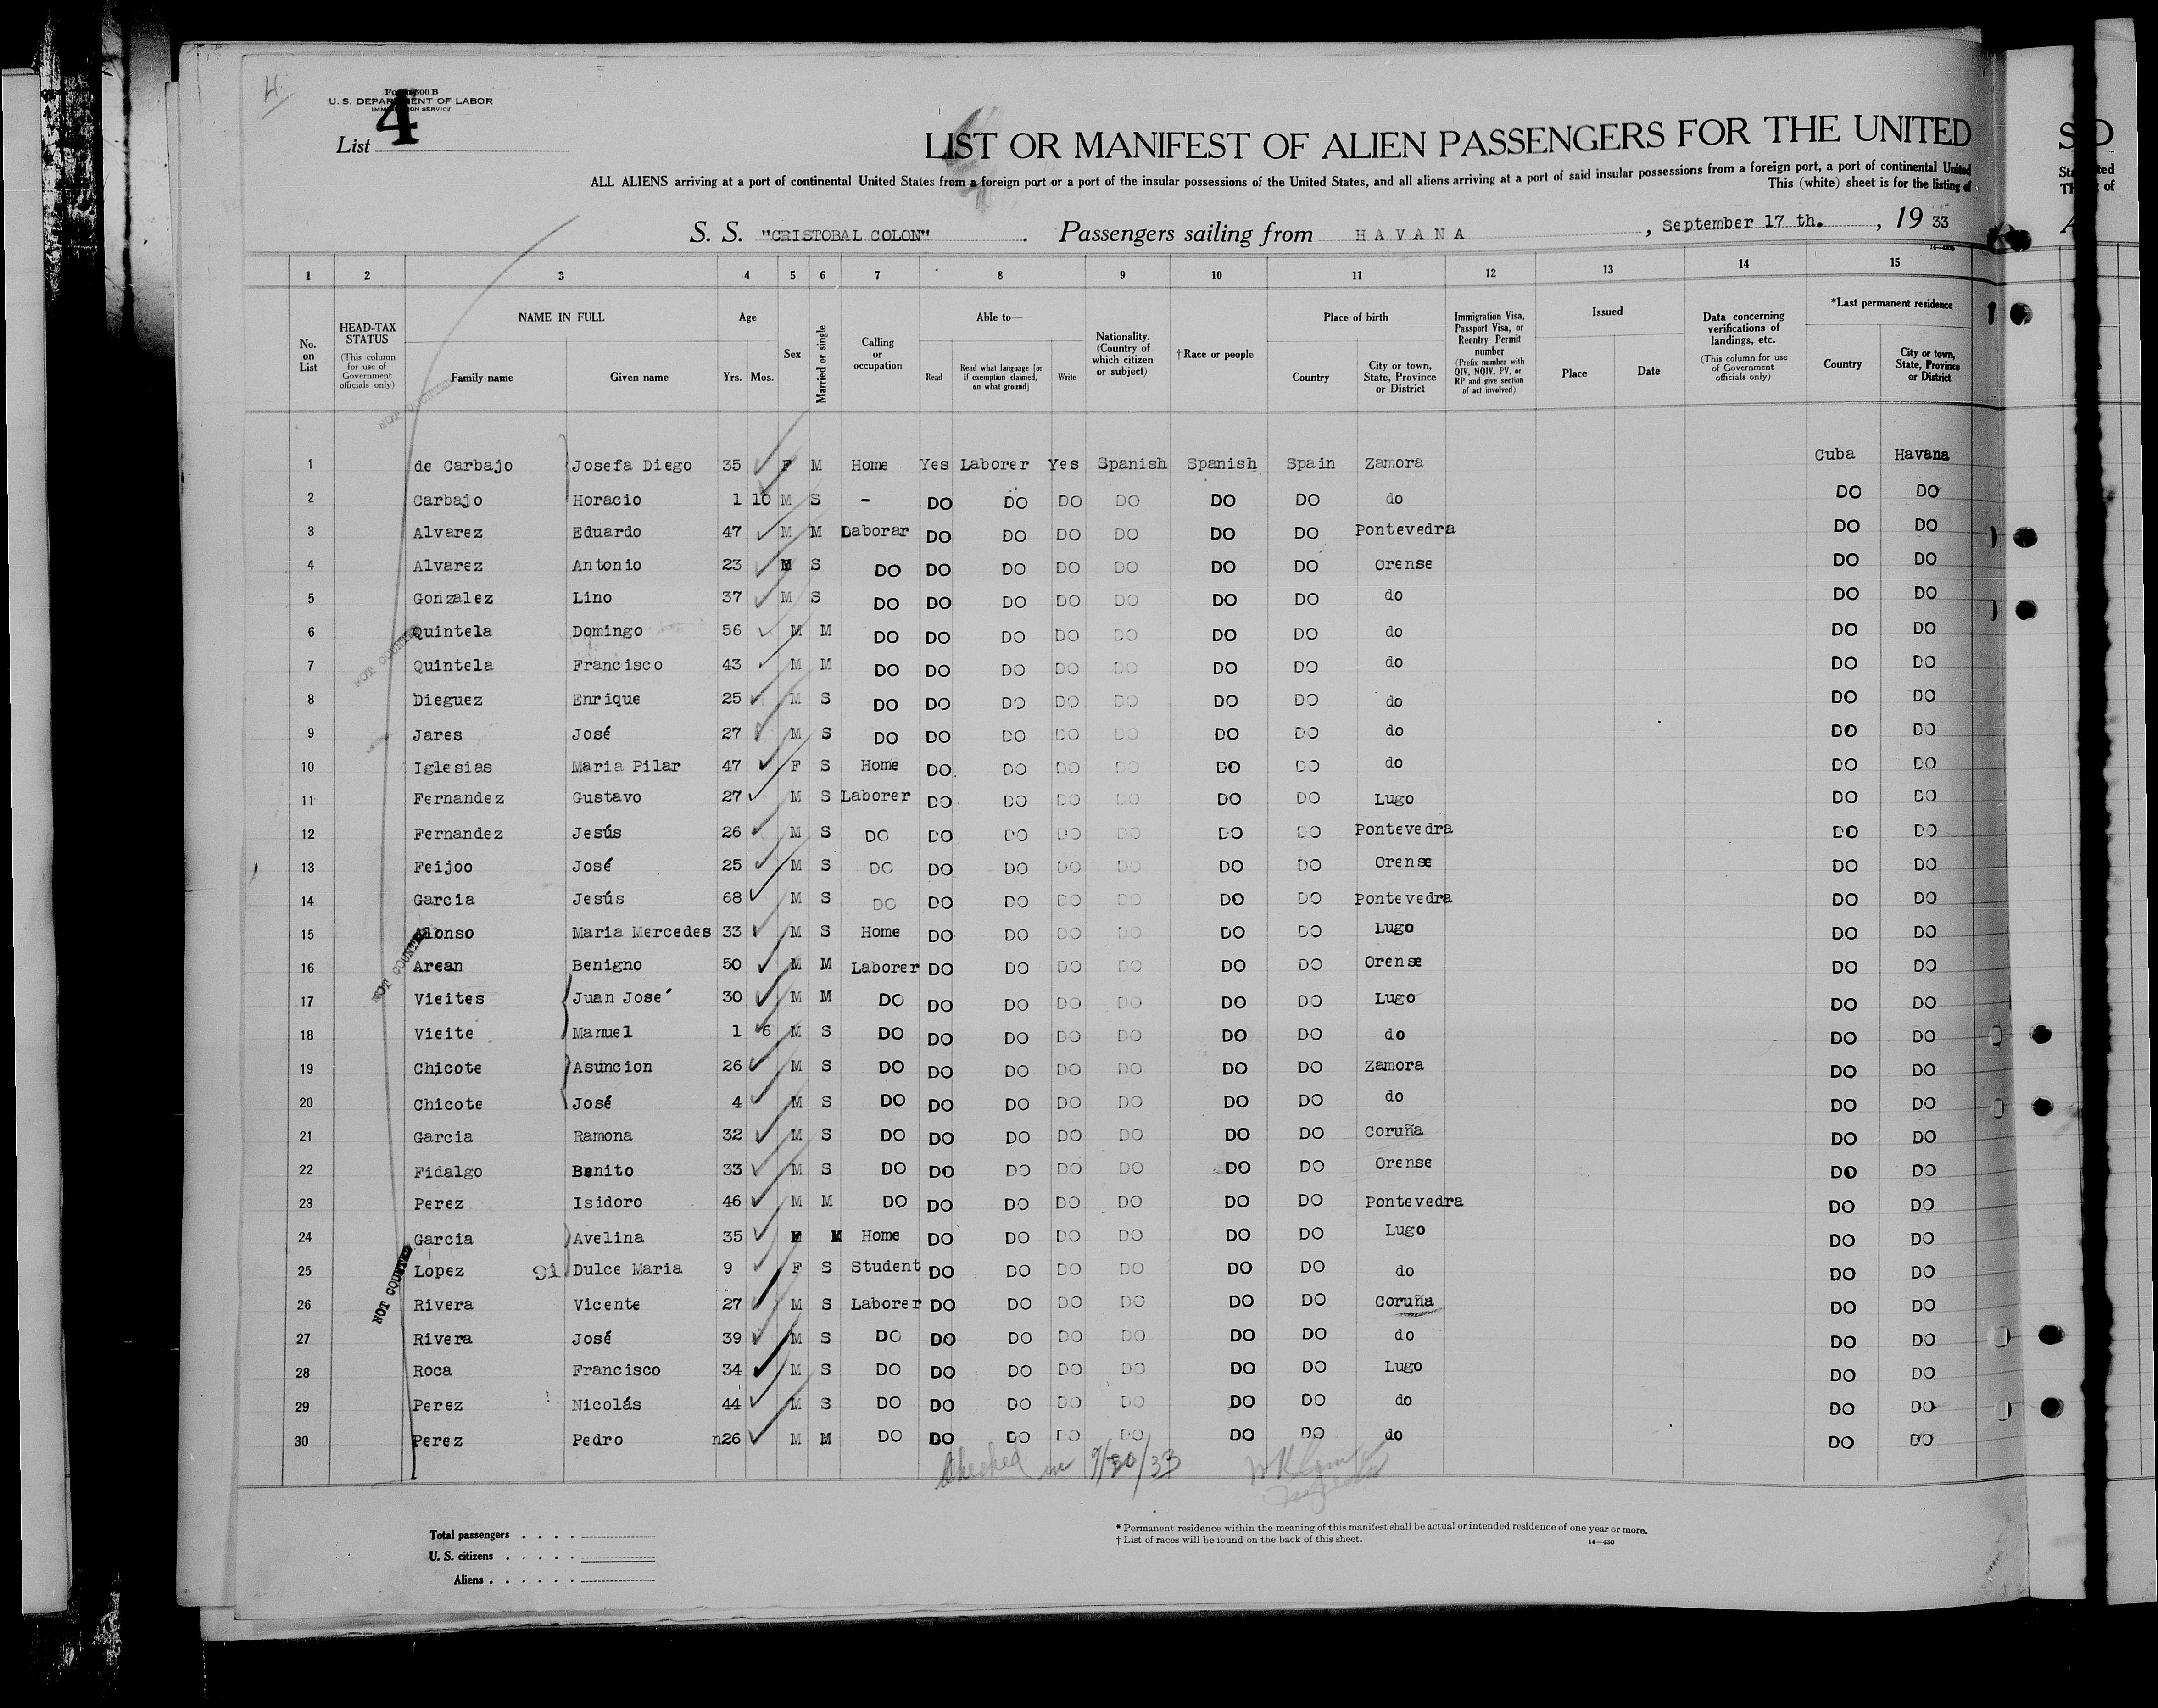 4
Form 500 B
U. S. DEPARTMENT OF LABOR
IMMIGRATION SERVICE
List 4
LIST OR MANIFEST OF ALIEN PASSENGERS FOR THE UNITED
ALL ALIENS arriving at a port of continental United States from a foreign port or a port of the insular possessions of the United States, and all aliens arriving at a port of said insular possessions from a foreign port, a port of continental United
This (white) sheet is for the listing of
S. S. "CRISTOBAL COLON" . Passengers sailing from HAVANA , September 17 th. , 19 33
1 2 3 4 5 6 7 8 9 10 11 12 13 14 15
No. on List
HEAD-TAX STATUS (This column for use of Government officials only)
NAME IN FULL Family name Given name
Age Yrs. Mos.
Sex
Married or single
Calling or occupation
Able to— Read Read what language [or if exemption claimed, on what ground] Write
Nationality. (Country of which citizen or subject)
† Race or people
Place of birth Country City or town, State, Province or District
Immigration Visa, Passport Visa, or Reentry Permit number (Prefix number with QIV, NQIV, PV, or RP and give section of act involved)
Issued Place Date
Data concerning verifications of landings, etc. (This column for use of Government officials only)
*Last permanent residence Country City or town, State, Province or District
1 de Carbajo Josefa Diego 35 F M Home Yes Laborer Yes Spanish Spanish Spain Zamora Cuba Havana
2 Carbajo Horacio 1 10 M S - DO DO DO DO DO DO do DO DO
3 Alvarez Eduardo 47 M M Laborar DO DO DO DO DO DO Pontevedra DO DO
4 Alvarez Antonio 23 M S DO DO DO DO DO DO DO Orense DO DO
5 Gonzalez Lino 37 M S DO DO DO DO DO DO DO do DO DO
6 Quintela Domingo 56 M M DO DO DO DO DO DO DO do DO DO
7 Quintela Francisco 43 M M DO DO DO DO DO DO DO do DO DO
8 Dieguez Enrique 25 M S DO DO DO DO DO DO DO do DO DO
9 Jares José 27 M S DO DO DO DO DO DO DO do DO DO
10 Iglesias Maria Pilar 47 F S Home DO DO DO DO DO DO do DO DO
11 Fernandez Gustavo 27 M S Laborer DO DO DO DO DO DO Lugo DO DO
12 Fernandez Jesús 26 M S DO DO DO DO DO DO DO Pontevedra DO DO
13 Feijoo José 25 M S DO DO DO DO DO DO DO Orense DO DO
14 Garcia Jesús 68 M S DO DO DO DO DO DO DO Pontevedra DO DO
15 Alonso Maria Mercedes 33 M S Home DO DO DO DO DO DO Lugo DO DO
16 Arean Benigno 50 M M Laborer DO DO DO DO DO DO Orense DO DO
17 Vieites Juan José 30 M M DO DO DO DO DO DO DO Lugo DO DO
18 Vieite Manuel 1 6 M S DO DO DO DO DO DO DO do DO DO
19 Chicote Asuncion 26 M S DO DO DO DO DO DO DO Zamora DO DO
20 Chicote José 4 M S DO DO DO DO DO DO DO do DO DO
21 Garcia Ramona 32 M S DO DO DO DO DO DO DO Coruña DO DO
22 Fidalgo Benito 33 M S DO DO DO DO DO DO DO Orense DO DO
23 Perez Isidoro 46 M M DO DO DO DO DO DO DO Pontevedra DO DO
24 Garcia Avelina 35 M Home DO DO DO DO DO DO Lugo DO DO
25 Lopez 91 Dulce Maria 9 F S Student DO DO DO DO DO DO do DO DO
26 Rivera Vicente 27 M S Laborer DO DO DO DO DO DO Coruña DO DO
27 Rivera José 39 M S DO DO DO DO DO DO DO do DO DO
28 Roca Francisco 34 M S DO DO DO DO DO DO DO Lugo DO DO
29 Perez Nicolás 44 M S DO DO DO DO DO DO DO do DO DO
30 Perez Pedro n26 M M DO DO DO DO DO DO DO do DO DO
NOT COUNTED
NOT COUNTED
NOT COUNTED
NOT COUNTED
Checked 9/30/33
Total passengers . . . .
U. S. citizens . . . . .
Aliens . . . . . .
* Permanent residence within the meaning of this manifest shall be actual or intended residence of one year or more.
† List of races will be found on the back of this sheet.
14—430